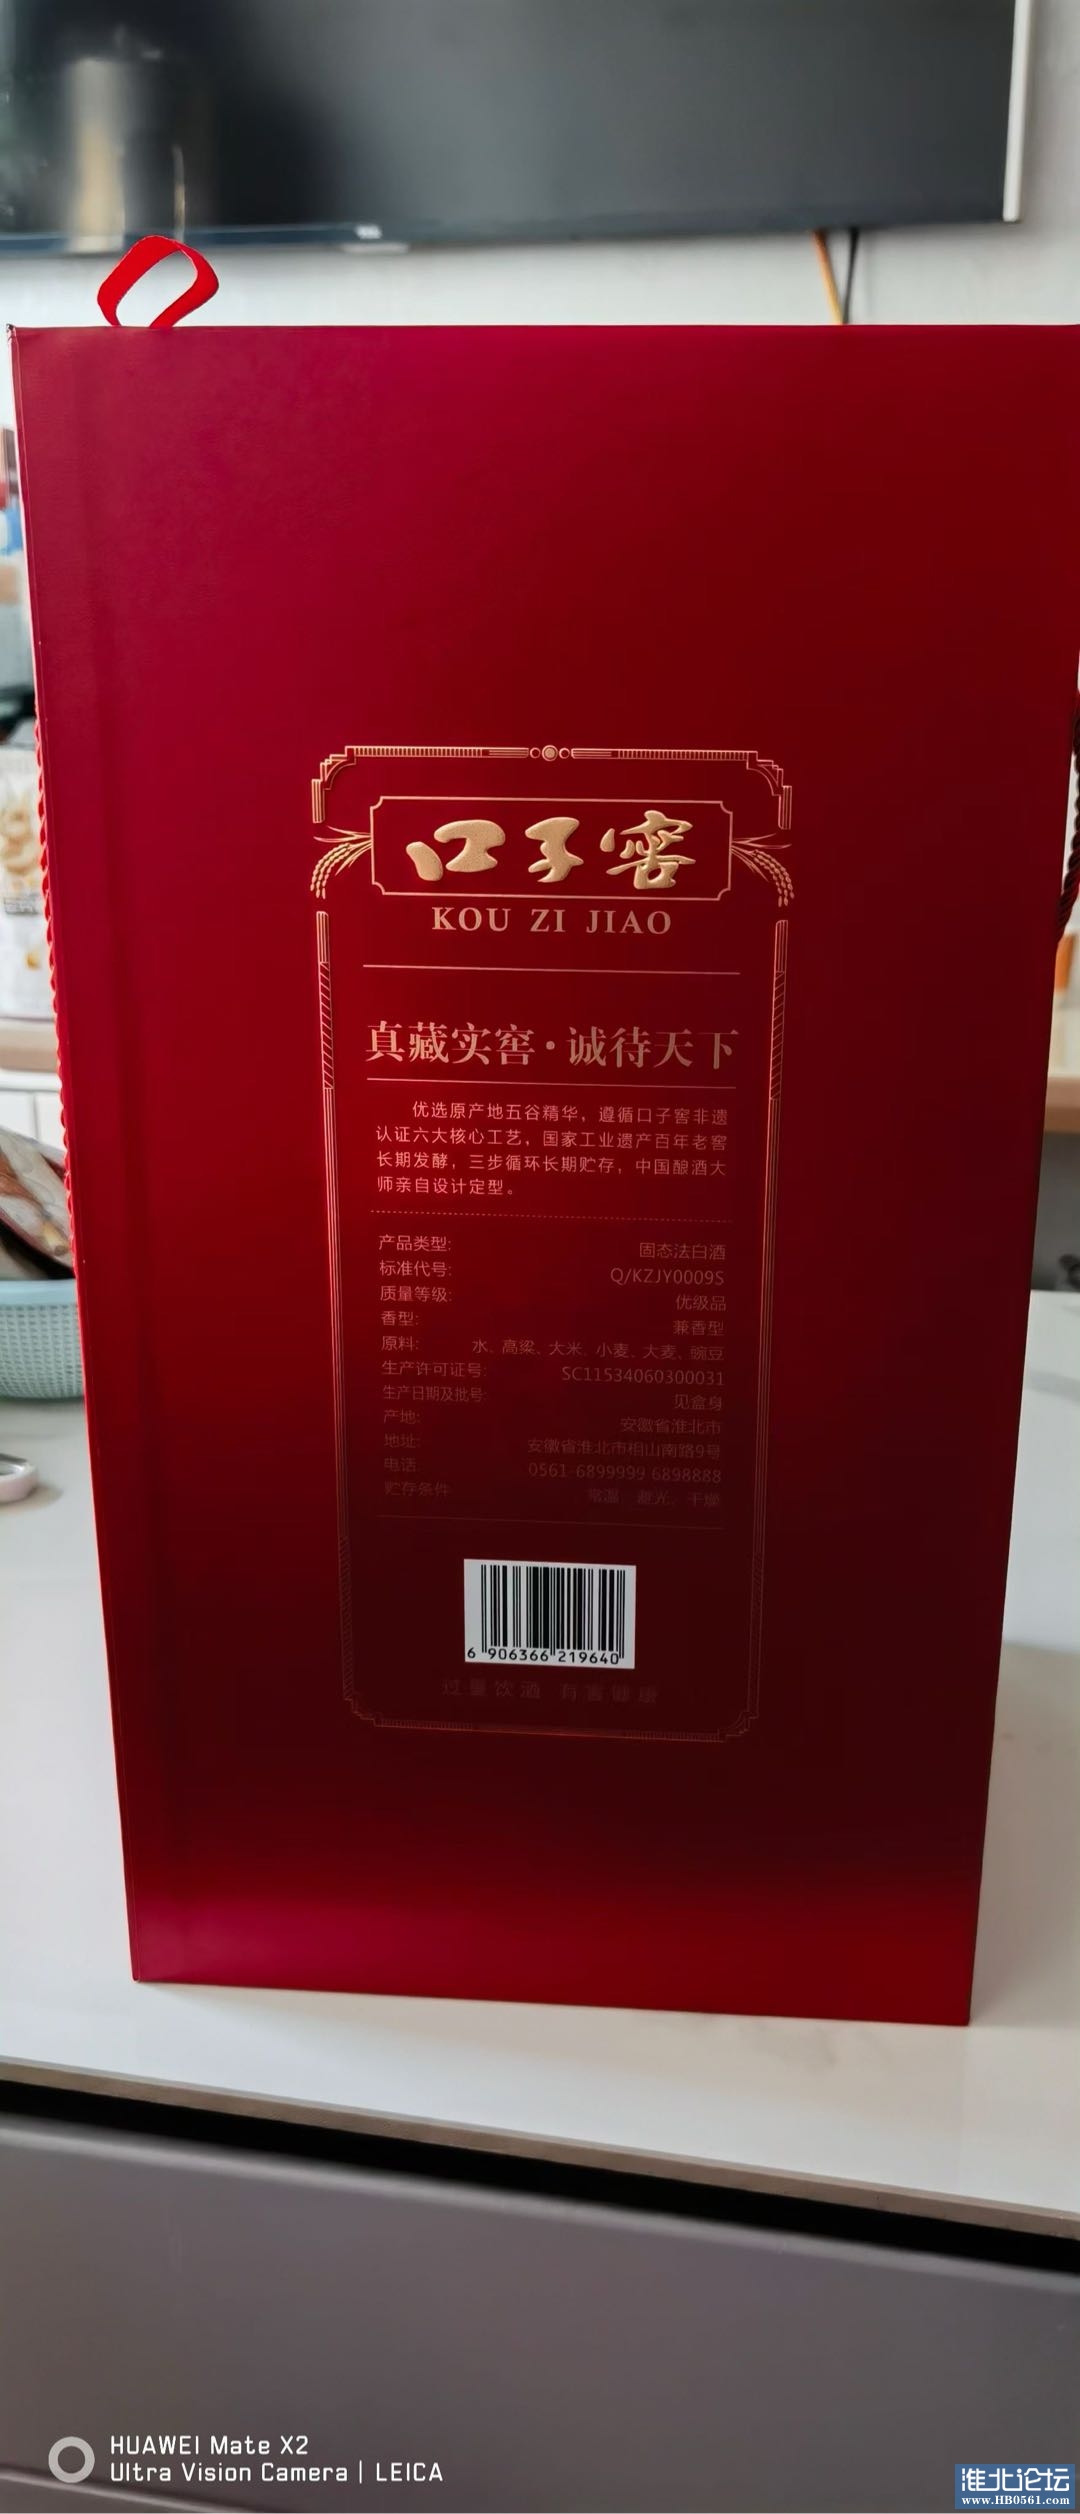 口子窖
KOU ZI JIAO
真藏实窖·诚待天下
优选原产地五谷精华，遵循口子窖非遗
认证六大核心工艺，国家工业遗产百年老窖
长期发酵，三步循环长期贮存，中国酿酒大
师亲自设计定型。
产品类型: 固态法白酒
标准代号: Q/KZJY0009S
质量等级: 优级品
香型: 兼香型
原料: 水、高粱、大米、小麦、大麦、豌豆
生产许可证号: SC11534060300031
生产日期及批号: 见盒身
产地: 安徽省淮北市
地址: 安徽省淮北市相山南路9号
电话: 0561-6899999 6898888
贮存条件: 常温、避光、干燥
6 906366 219640
过量饮酒 有害健康
HUAWEI Mate X2
Ultra Vision Camera | LEICA
淮北论坛
www.HB0561.com